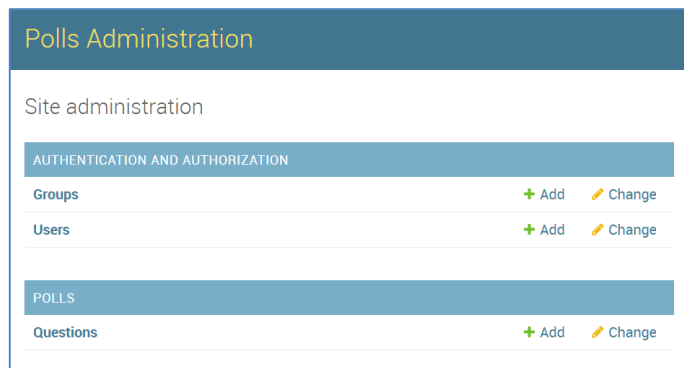 Polls Administration
Site administration
AUTHENTICATION AND AUTHORIZATION
Groups Add Change
Users Add Change
POLLS
Questions Add Change